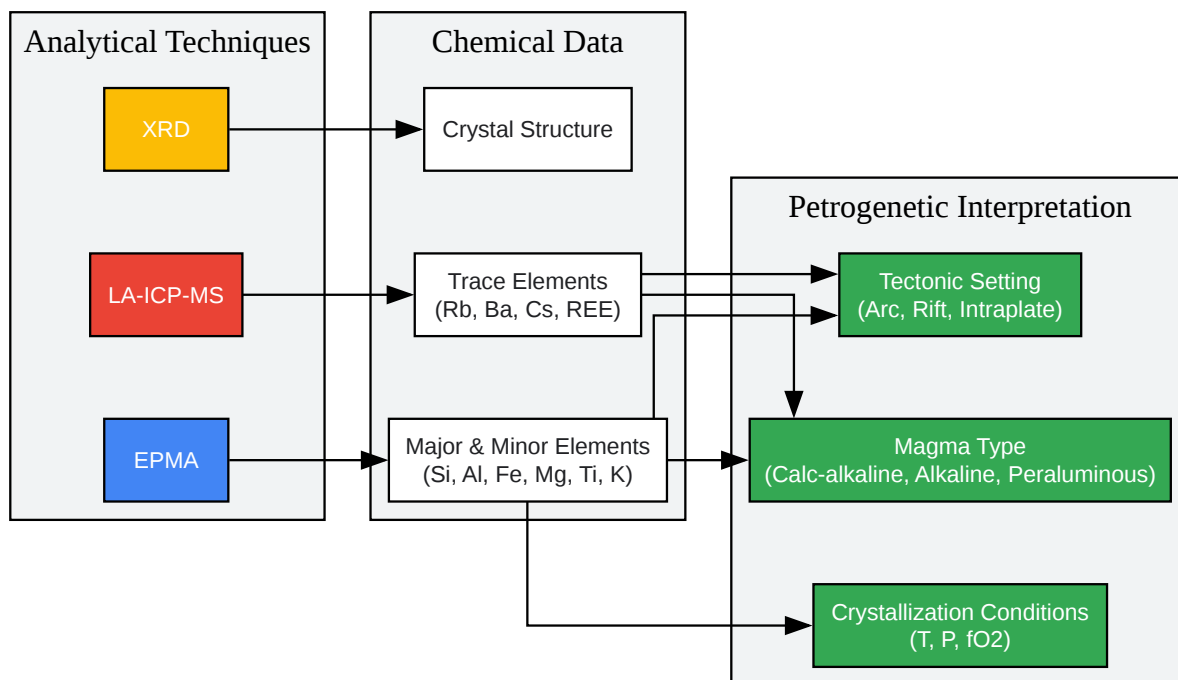 Analytical Techniques
XRD
LA-ICP-MS
EPMA
Chemical Data
Crystal Structure
Trace Elements
(Rb, Ba, Cs, REE)
Major & Minor Elements
(Si, Al, Fe, Mg, Ti, K)
Petrogenetic Interpretation
Tectonic Setting
(Arc, Rift, Intraplate)
Magma Type
(Calc-alkaline, Alkaline, Peraluminous)
Crystallization Conditions
(T, P, fO2)